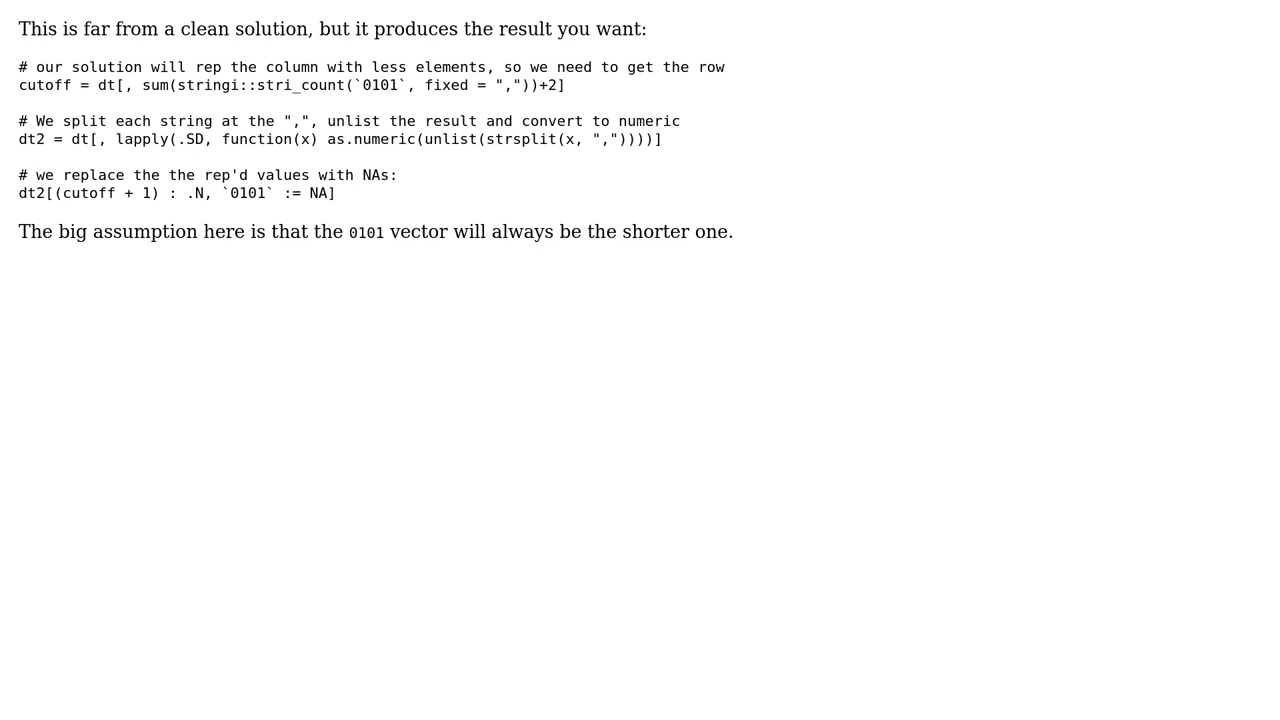 This is far from a clean solution, but it produces the result you want:
# our solution will rep the column with less elements, so we need to get the row
cutoff = dt[, sum(stringi::stri_count(`0101`, fixed = ","))+2]
# We split each string at the ",", unlist the result and convert to numeric
dt2 = dt[, lapply(.SD, function(x) as.numeric(unlist(strsplit(x, ","))))]
# we replace the the rep'd values with NAs:
dt2[(cutoff + 1) : .N, `0101` := NA]
The big assumption here is that the 0101 vector will always be the shorter one.